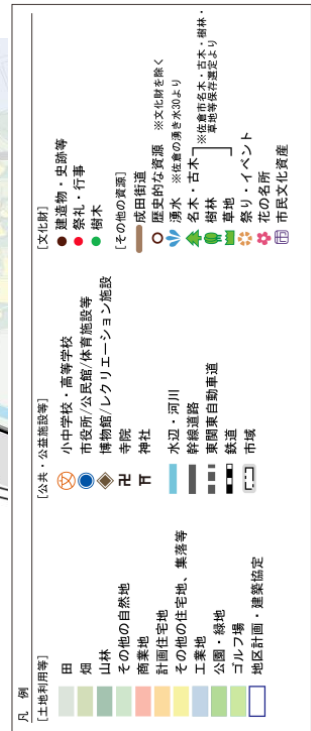 凡　例
[土地利用等]
田
畑
山林
その他の自然地
商業地
計画住宅地
その他の住宅地、集落等
工業地
公園・緑地
ゴルフ場
地区計画・建築協定
[公共・公益施設等]
小中学校・高等学校
市役所/公民館/体育施設等
博物館/レクリエーション施設
寺院
神社
水辺・河川
幹線道路
東関東自動車道
鉄道
市域
[文化財]
建造物・史跡等
祭礼・行事
樹木
[その他の資源]
成田街道
歴史的な資源 ※文化財を除く
湧水 ※佐倉の湧き水30より
名木・古木
樹林
草地
※佐倉市名木・古木・樹林・
草地等保存選定より
祭り・イベント
花の名所
市民文化資産